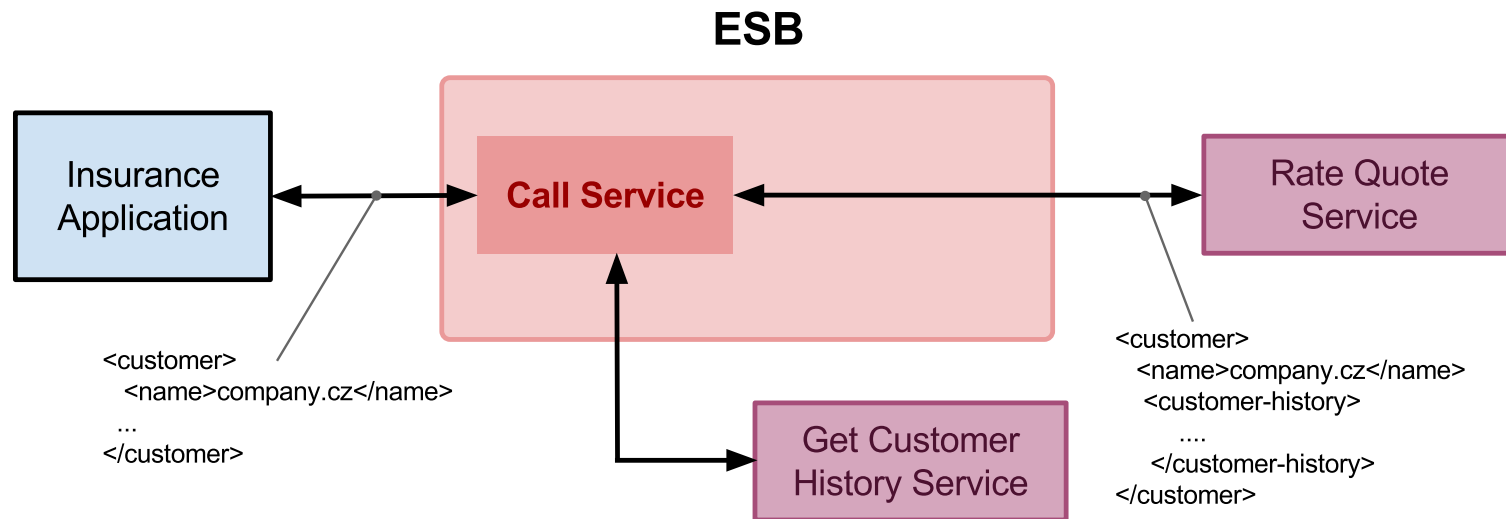 ESB
Insurance
Application
Call Service
Rate Quote
Service
<customer>
<name>company.cz</name>
...
</customer>
Get Customer
History Service
<customer>
<name>company.cz</name>
<customer-history>
....
</customer-history>
</customer>